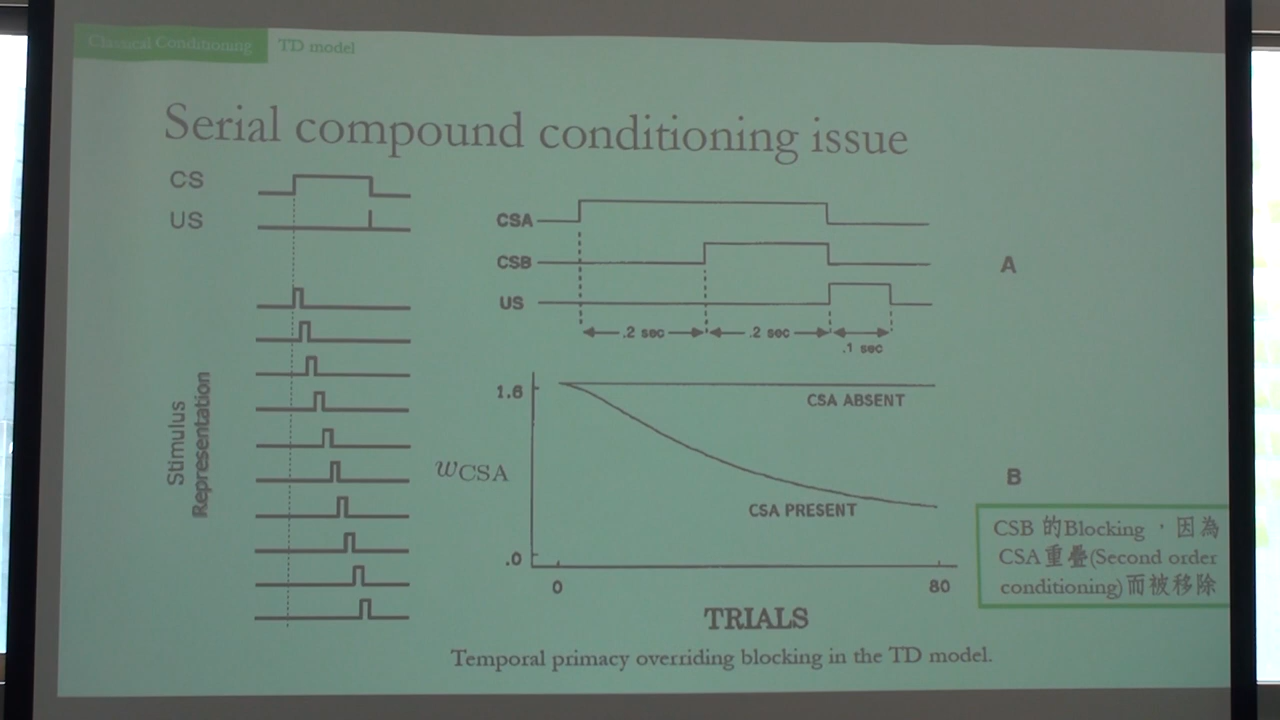 Classical Conditioning TD model
Serial compound conditioning issue
CS
US
Stimulus
Representation
CSA
CSB
US
.2 sec
.2 sec
.1 sec
A
1.6
CSA ABSENT
wCSA
CSA PRESENT
B
.0
0
80
TRIALS
CSB 的Blocking ，因為
CSA重疊(Second order
conditioning)而被移除
Temporal primacy overriding blocking in the TD model.